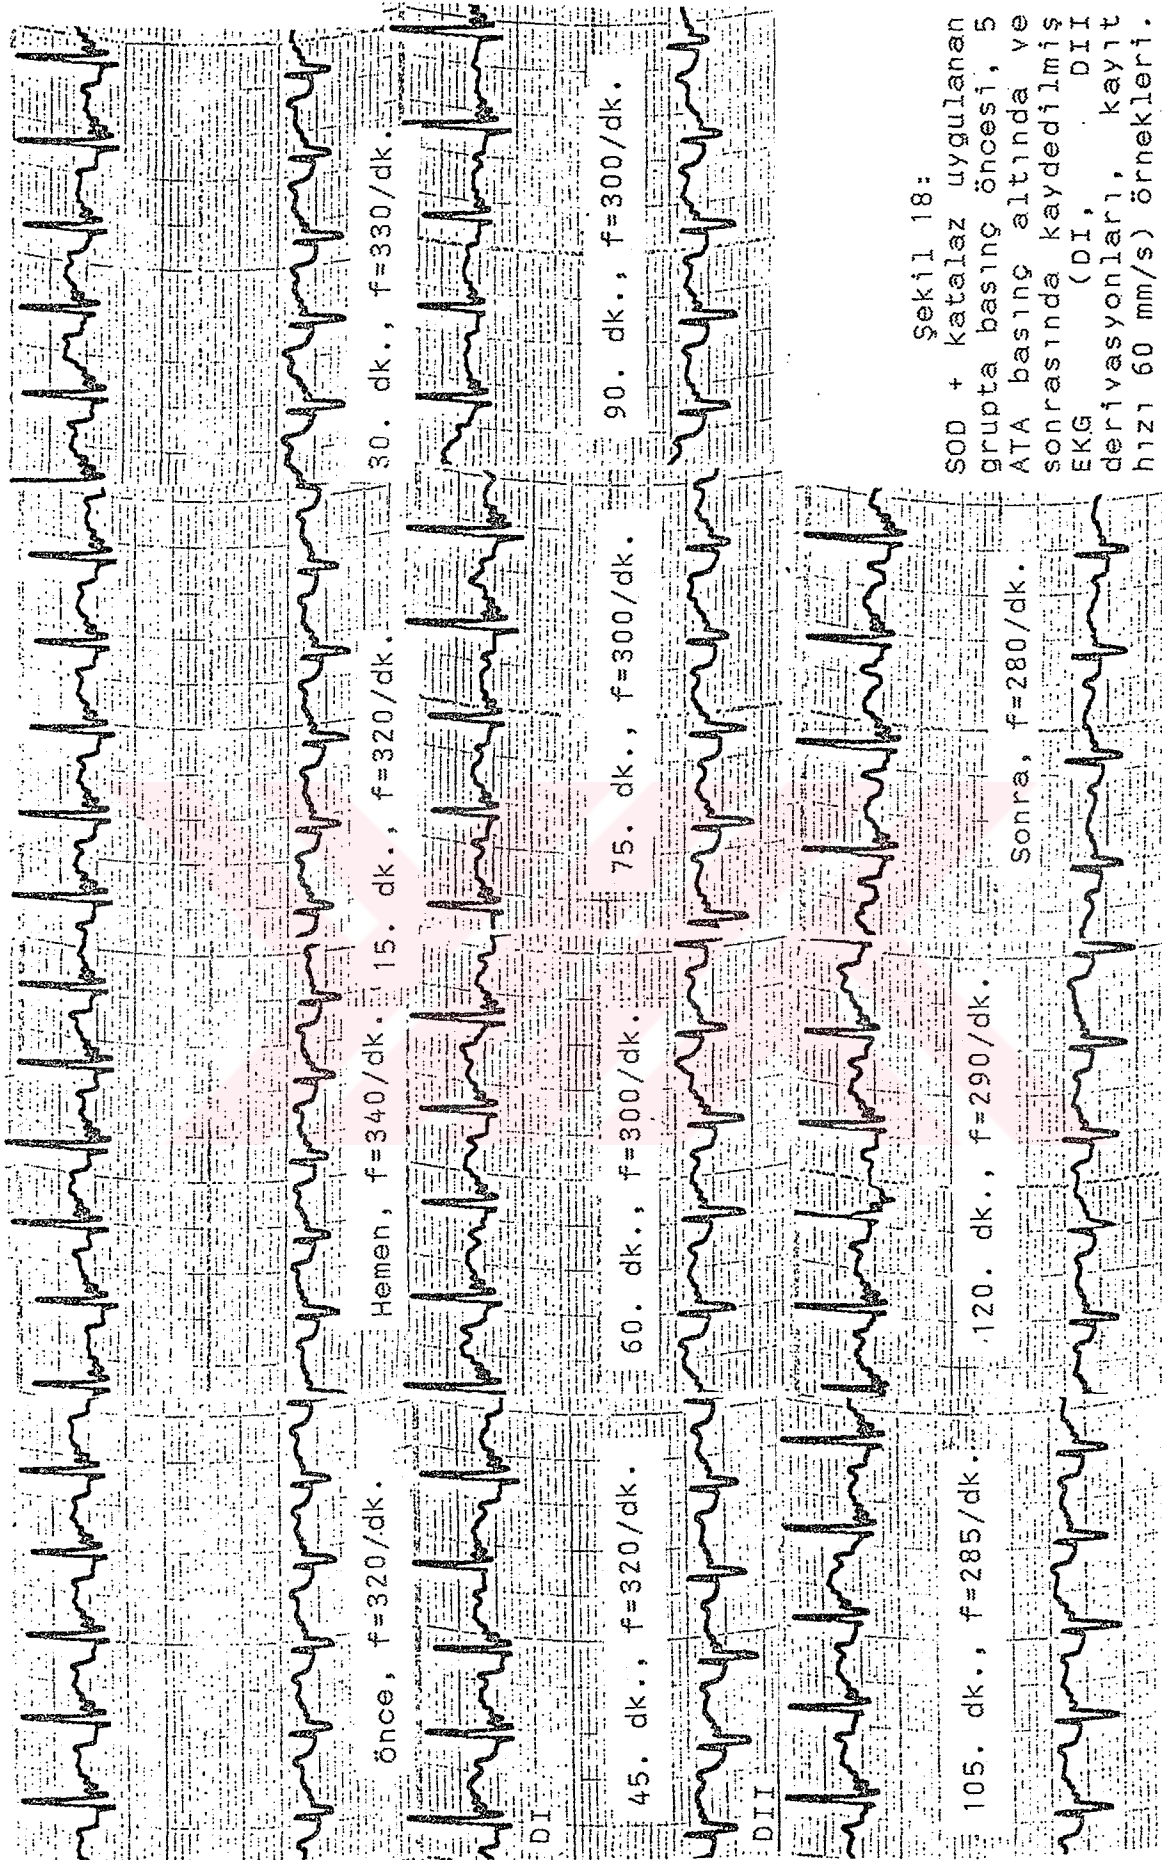 önce, f=320/dk.
Hemen, f=340/dk.
15. dk., f=320/dk.
30. dk., f=330/dk.
DI
45. dk., f=320/dk.
60. dk., f=300/dk.
75. dk., f=300/dk.
90. dk., f=300/dk.
DII
105. dk., f=285/dk.
120. dk., f=290/dk.
Sonra, f=280/dk.
Şekil 18:
SOD + katalaz uygulanan
grupta basınç öncesi, 5
ATA basınç altında ve
sonrasında kaydedilmiş
EKG (DI, DII
derivasyonları, kayıt
hızı 60 mm/s) örnekleri.